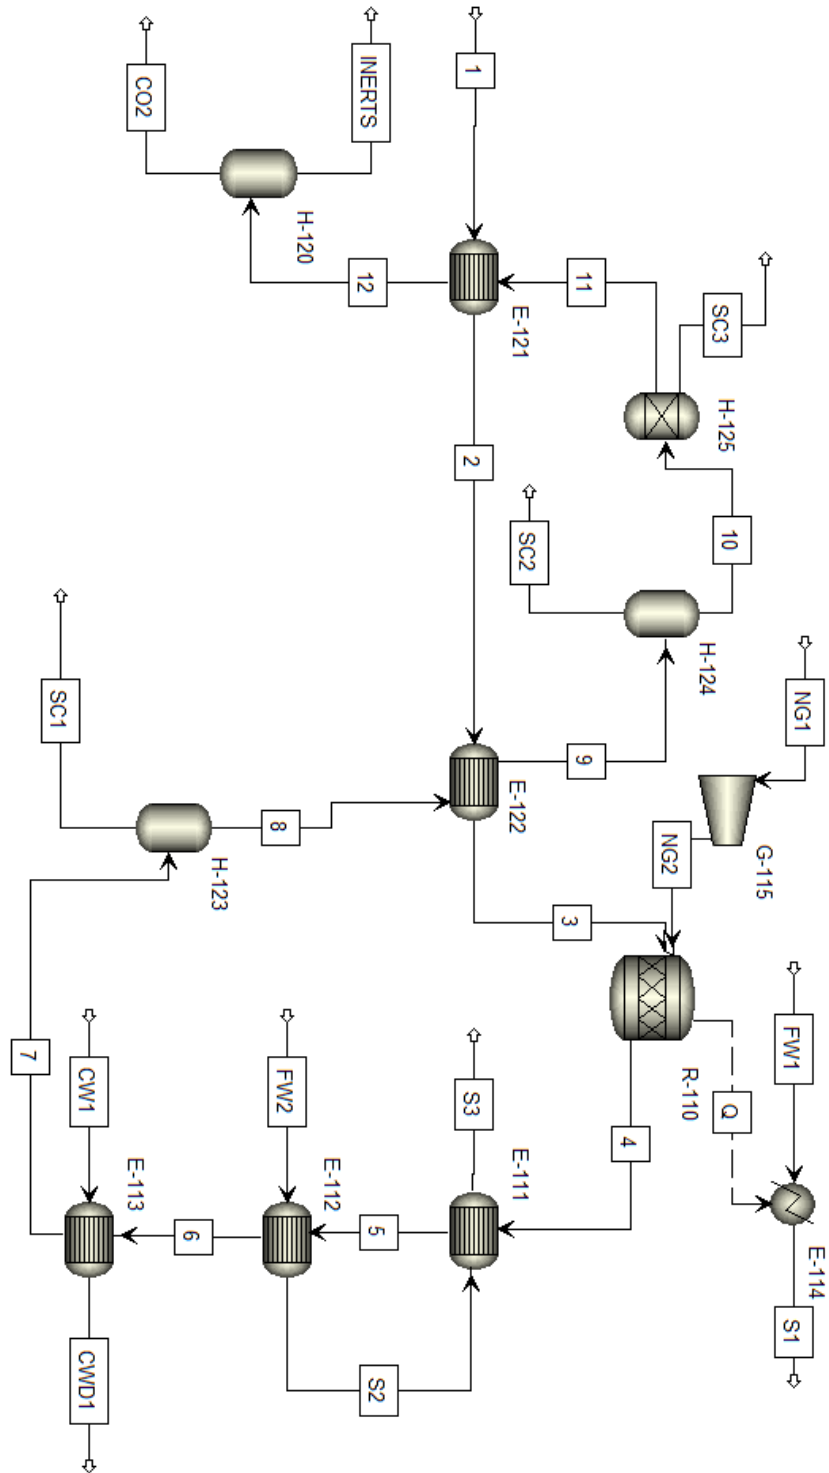 1
INERTS
CO2
H-120
12
11
E-121
SC3
H-125
2
10
SC2
H-124
NG1
9
E-122
SC1
8
H-123
G-115
NG2
3
FW1
R-110
Q
4
E-114
S1
S3
E-111
FW2
E-112
5
CW1
E-113
6
7
S2
CWD1